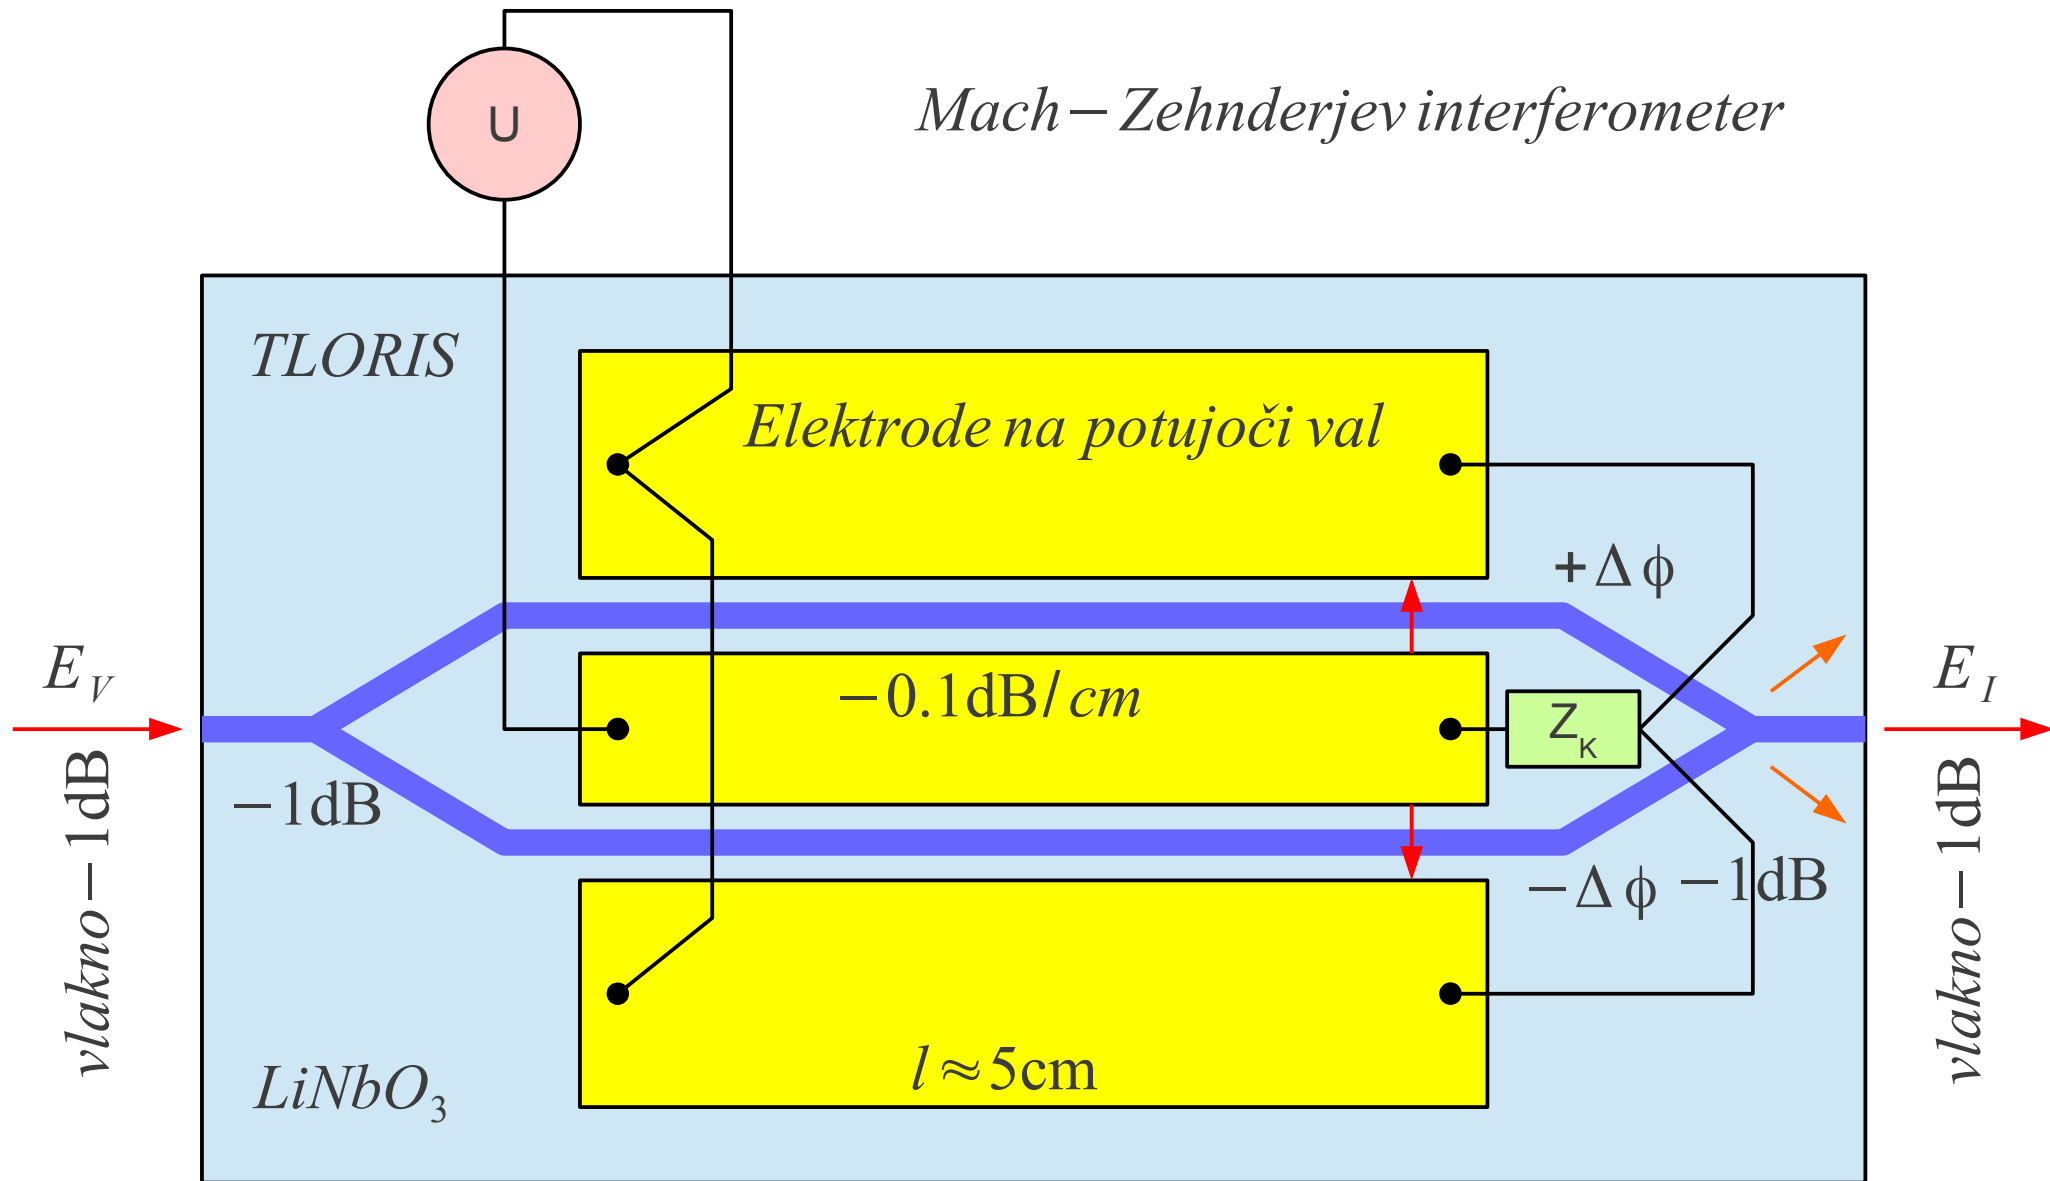 U
Mach – Zehnderjev interferometer
TLORIS
Elektrode na potujoči val
+Δϕ
E_V
−0.1dB/cm
Z_K
E_I
−1dB
vlakno−1dB
−Δϕ
−1dB
vlakno−1dB
l≈5cm
LiNbO₃